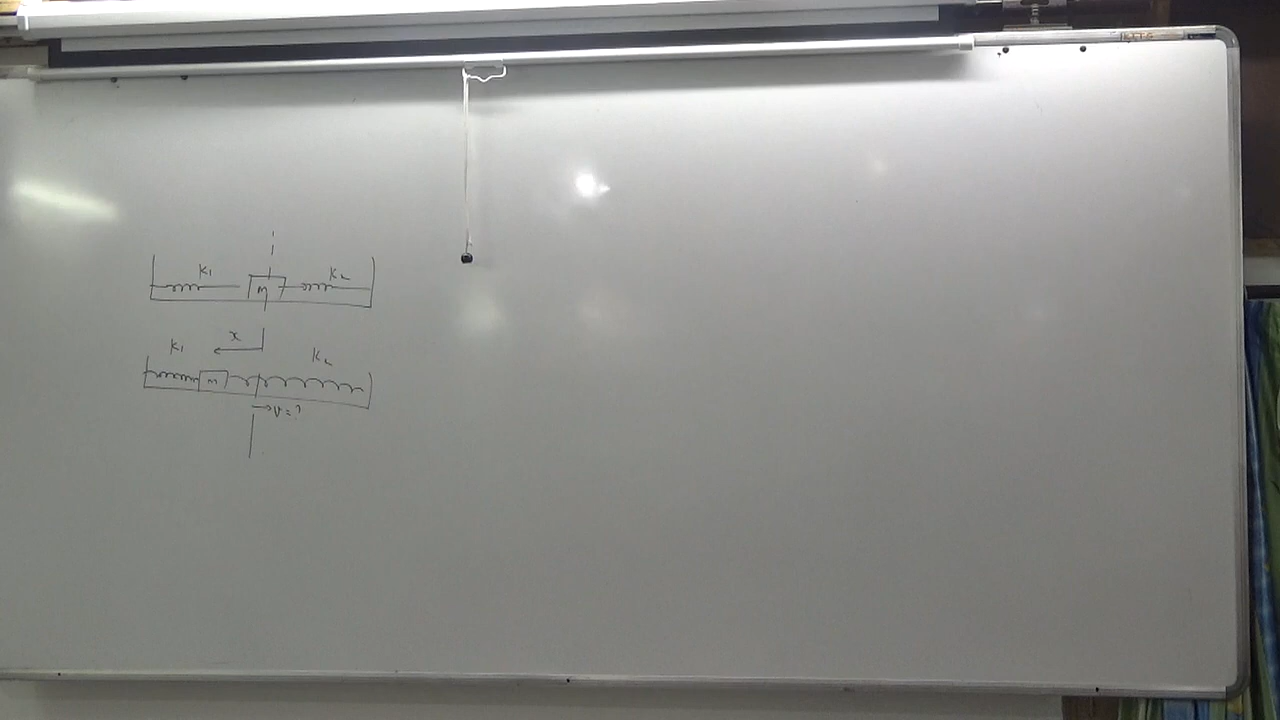 k₁ m k₂
x
k₁ k₂
m
v=?